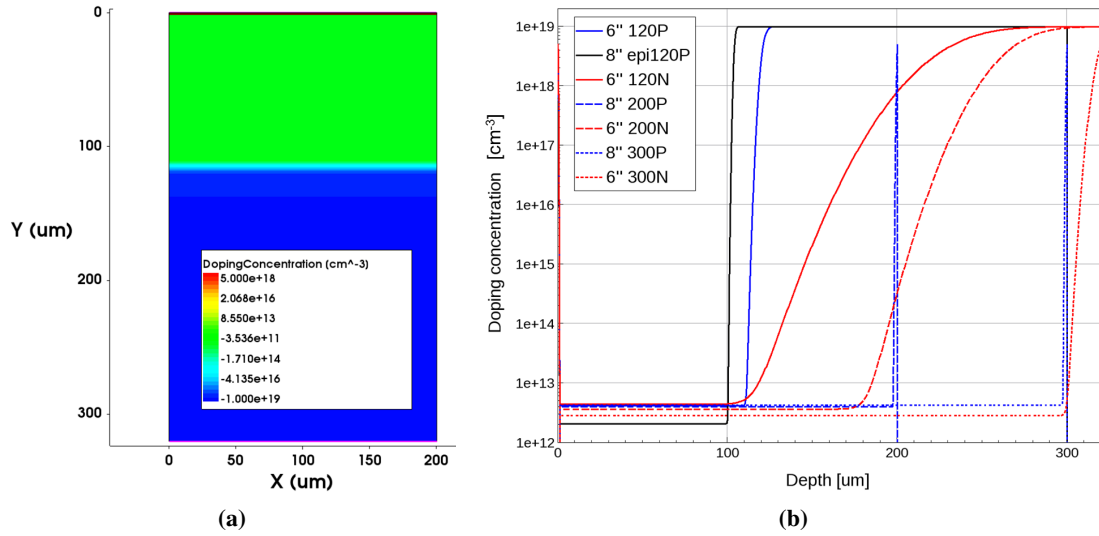 0
100
200
300
Y (um)
0
50
100
150
200
X (um)
DopingConcentration (cm^-3)
5.000e+18
2.068e+16
8.550e+13
-3.536e+11
-1.710e+14
-4.135e+16
-1.000e+19
(a)
1e+19
1e+18
1e+17
1e+16
1e+15
1e+14
1e+13
1e+12
Doping concentration [cm⁻³]
6'' 120P
8'' epi120P
6'' 120N
8'' 200P
6'' 200N
8'' 300P
6'' 300N
0
100
200
300
Depth [um]
(b)